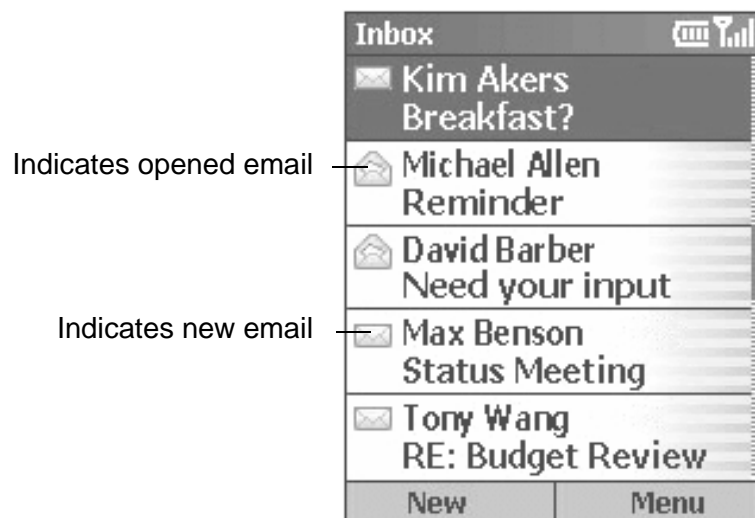 Inbox
Kim Akers
Breakfast?
Indicates opened email
Michael Allen
Reminder
David Barber
Need your input
Indicates new email
Max Benson
Status Meeting
Tony Wang
RE: Budget Review
New Menu